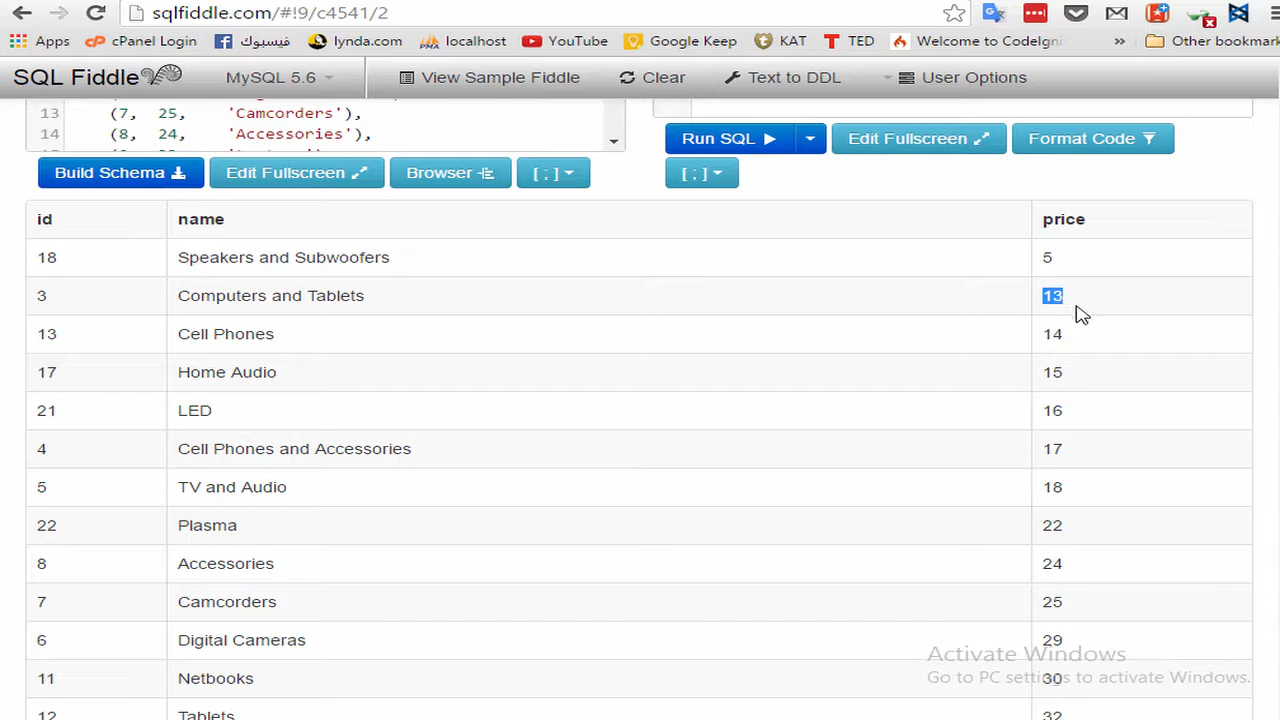 sqlfiddle.com/#!9/c4541/2
Apps cPanel Login فيسبوك lynda.com localhost YouTube Google Keep KAT TED Welcome to CodeIgni » Other bookmark
SQL Fiddle MySQL 5.6 View Sample Fiddle Clear Text to DDL User Options
13 (7, 25, 'Camcorders'),
14 (8, 24, 'Accessories'),
Run SQL Edit Fullscreen Format Code
Build Schema Edit Fullscreen Browser [ ; ] [ ; ]
id name price
18 Speakers and Subwoofers 5
3 Computers and Tablets 13
13 Cell Phones 14
17 Home Audio 15
21 LED 16
4 Cell Phones and Accessories 17
5 TV and Audio 18
22 Plasma 22
8 Accessories 24
7 Camcorders 25
6 Digital Cameras 29
Activate Windows
11 Netbooks 30
Go to PC settings to activate Windows.
12 Tablets 32